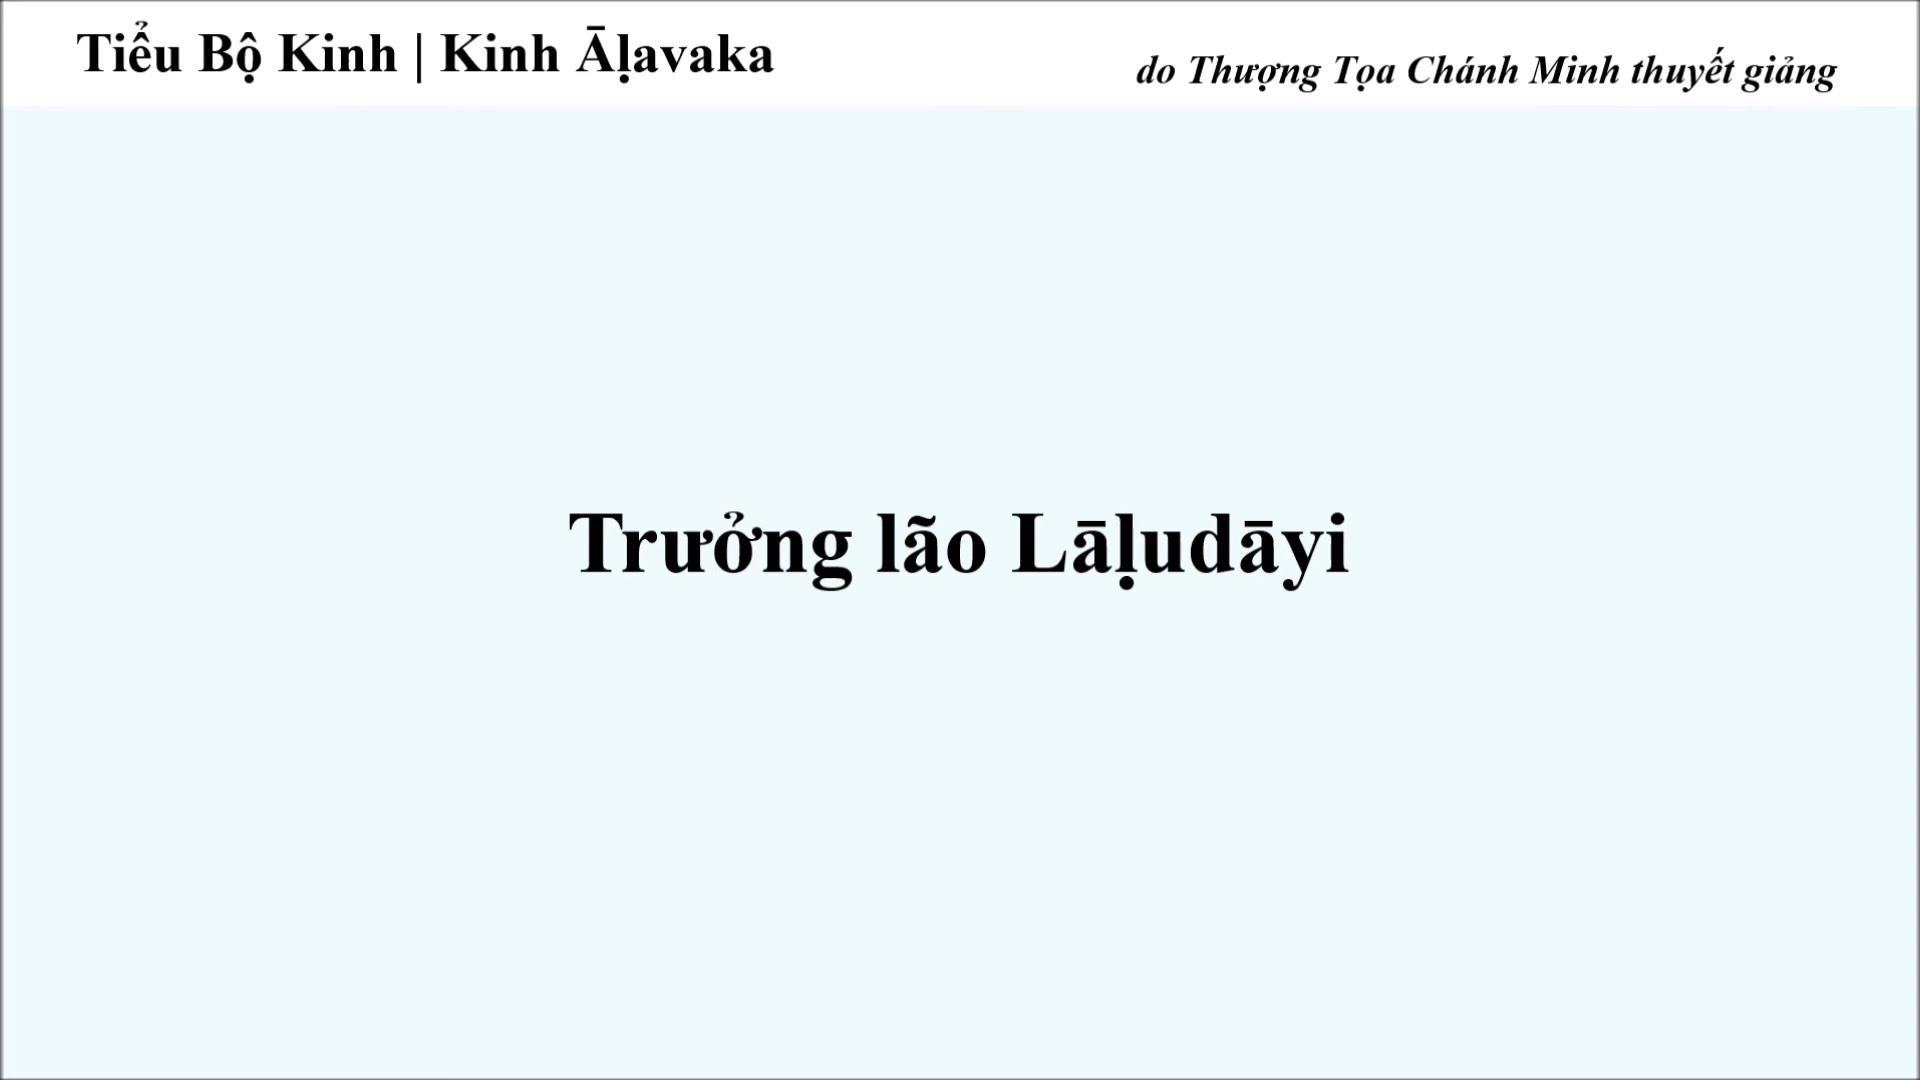 Tiểu Bộ Kinh | Kinh Āḷavaka
do Thượng Tọa Chánh Minh thuyết giảng
Trưởng lão Lāḷudāyi